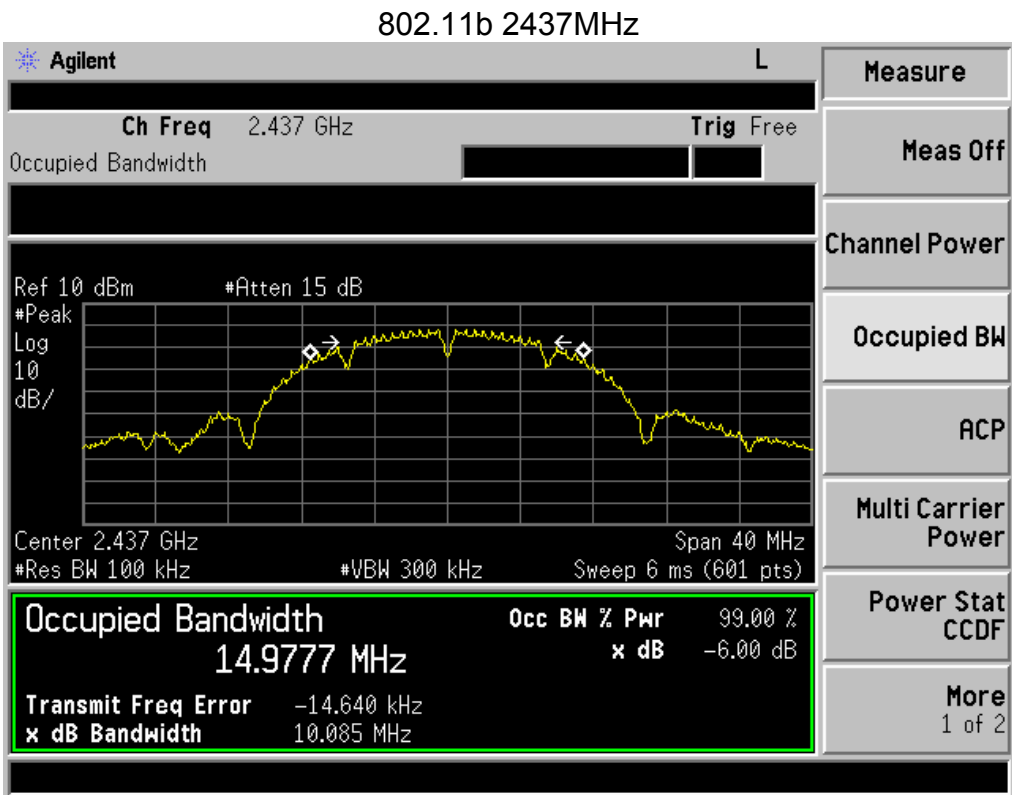 802.11b 2437MHz
Agilent L
Ch Freq 2.437 GHz Trig Free
Occupied Bandwidth
Ref 10 dBm #Atten 15 dB
#Peak
Log
10
dB/
Center 2.437 GHz Span 40 MHz
#Res BW 100 kHz #VBW 300 kHz Sweep 6 ms (601 pts)
Occupied Bandwidth Occ BW % Pwr 99.00 %
14.9777 MHz x dB -6.00 dB
Transmit Freq Error -14.640 kHz
x dB Bandwidth 10.085 MHz
Measure
Meas Off
Channel Power
Occupied BW
ACP
Multi Carrier
Power
Power Stat
CCDF
More
1 of 2